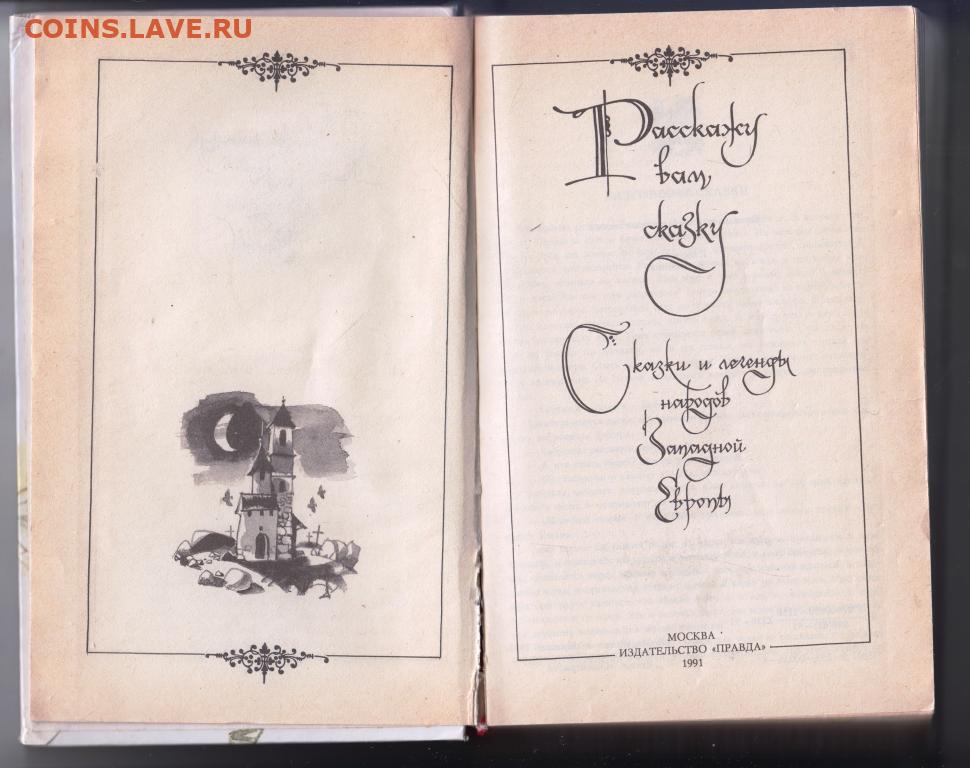 COINS.LAVE.RU
Расскажу
вам
сказку
Сказки и легенды
народов
Западной
Европы
МОСКВА
ИЗДАТЕЛЬСТВО «ПРАВДА»
1991